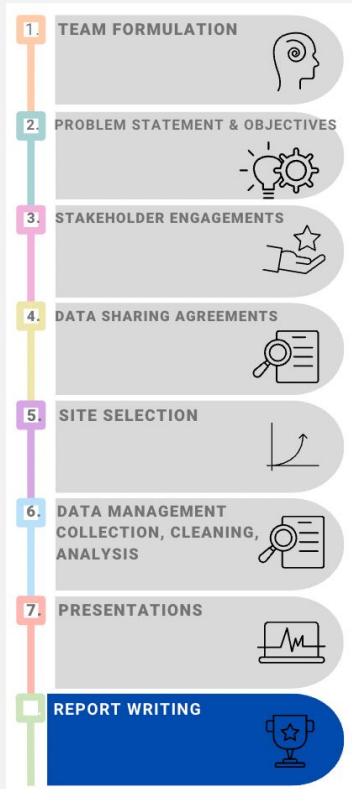 1. TEAM FORMULATION
2. PROBLEM STATEMENT & OBJECTIVES
3. STAKEHOLDER ENGAGEMENTS
4. DATA SHARING AGREEMENTS
5. SITE SELECTION
6. DATA MANAGEMENT
COLLECTION, CLEANING,
ANALYSIS
7. PRESENTATIONS
REPORT WRITING